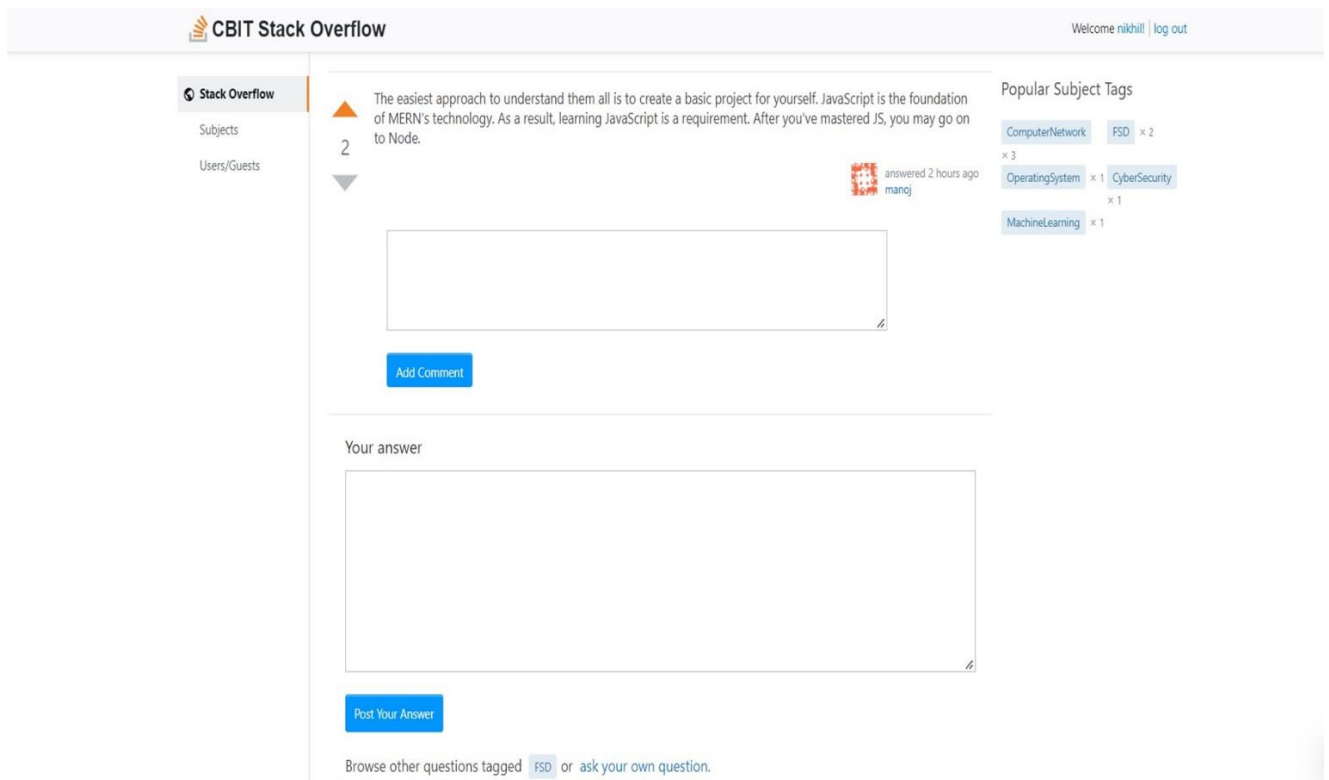 CBIT Stack Overflow
Welcome nikhil! | log out
Stack Overflow
Subjects
Users/Guests
The easiest approach to understand them all is to create a basic project for yourself. JavaScript is the foundation
of MERN's technology. As a result, learning JavaScript is a requirement. After you've mastered JS, you may go on
to Node.
2
answered 2 hours ago
manoj
Add Comment
Your answer
Post Your Answer
Browse other questions tagged FSD or ask your own question.
Popular Subject Tags
ComputerNetwork FSD × 2
× 3
OperatingSystem × 1 CyberSecurity
× 1
MachineLearning × 1